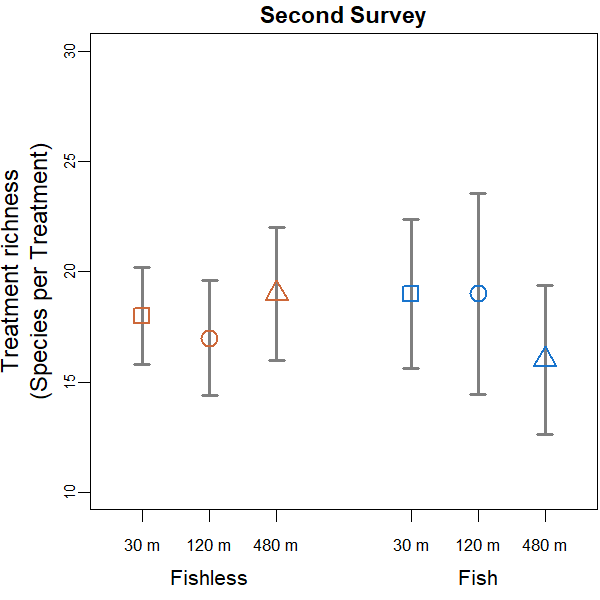 Second Survey
Treatment richness
(Species per Treatment)
30
25
20
15
10
30 m 120 m 480 m 30 m 120 m 480 m
Fishless Fish